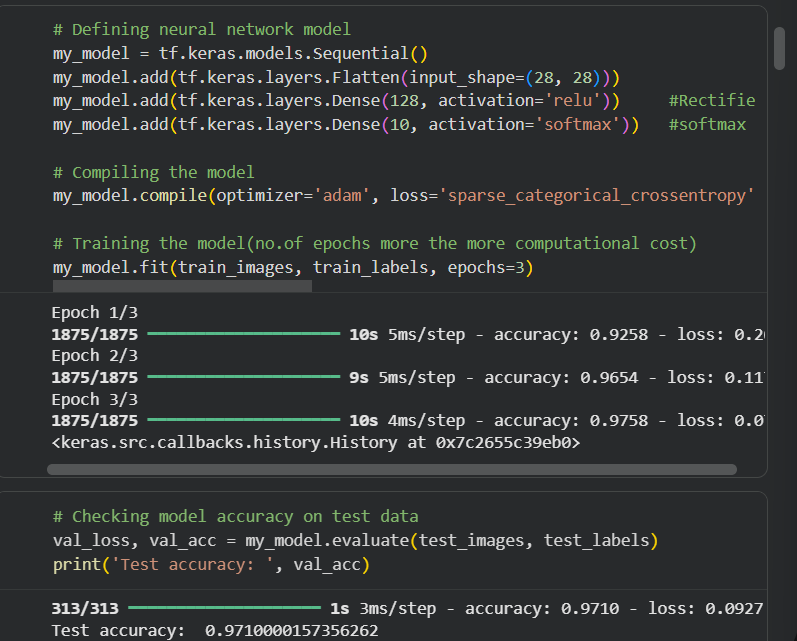 # Defining neural network model
my_model = tf.keras.models.Sequential()
my_model.add(tf.keras.layers.Flatten(input_shape=(28, 28)))
my_model.add(tf.keras.layers.Dense(128, activation='relu')) #Rectifie
my_model.add(tf.keras.layers.Dense(10, activation='softmax')) #softmax
# Compiling the model
my_model.compile(optimizer='adam', loss='sparse_categorical_crossentropy'
# Training the model(no.of epochs more the more computational cost)
my_model.fit(train_images, train_labels, epochs=3)
Epoch 1/3
1875/1875 10s 5ms/step - accuracy: 0.9258 - loss: 0.2
Epoch 2/3
1875/1875 9s 5ms/step - accuracy: 0.9654 - loss: 0.11
Epoch 3/3
1875/1875 10s 4ms/step - accuracy: 0.9758 - loss: 0.0
<keras.src.callbacks.history.History at 0x7c2655c39eb0>
# Checking model accuracy on test data
val_loss, val_acc = my_model.evaluate(test_images, test_labels)
print('Test accuracy: ', val_acc)
313/313 1s 3ms/step - accuracy: 0.9710 - loss: 0.0927
Test accuracy:  0.9710000157356262